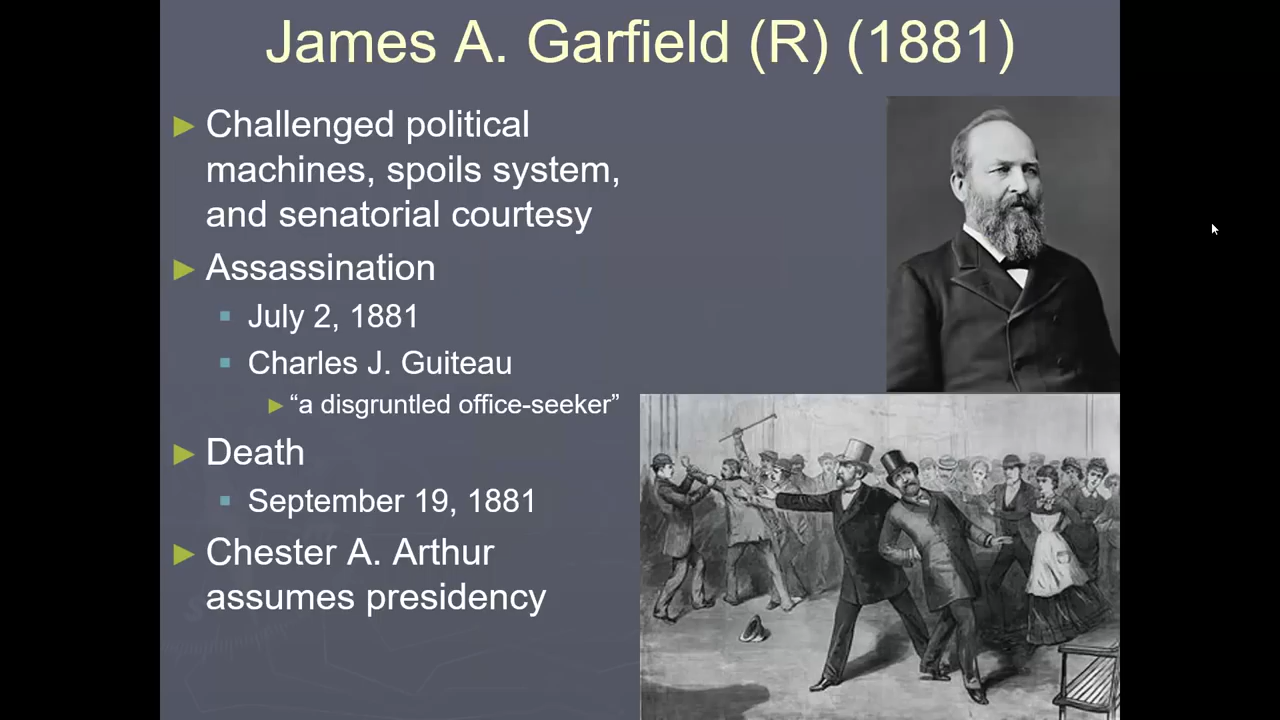 James A. Garfield (R) (1881)
Challenged political
machines, spoils system,
and senatorial courtesy
Assassination
July 2, 1881
Charles J. Guiteau
“a disgruntled office-seeker”
Death
September 19, 1881
Chester A. Arthur
assumes presidency